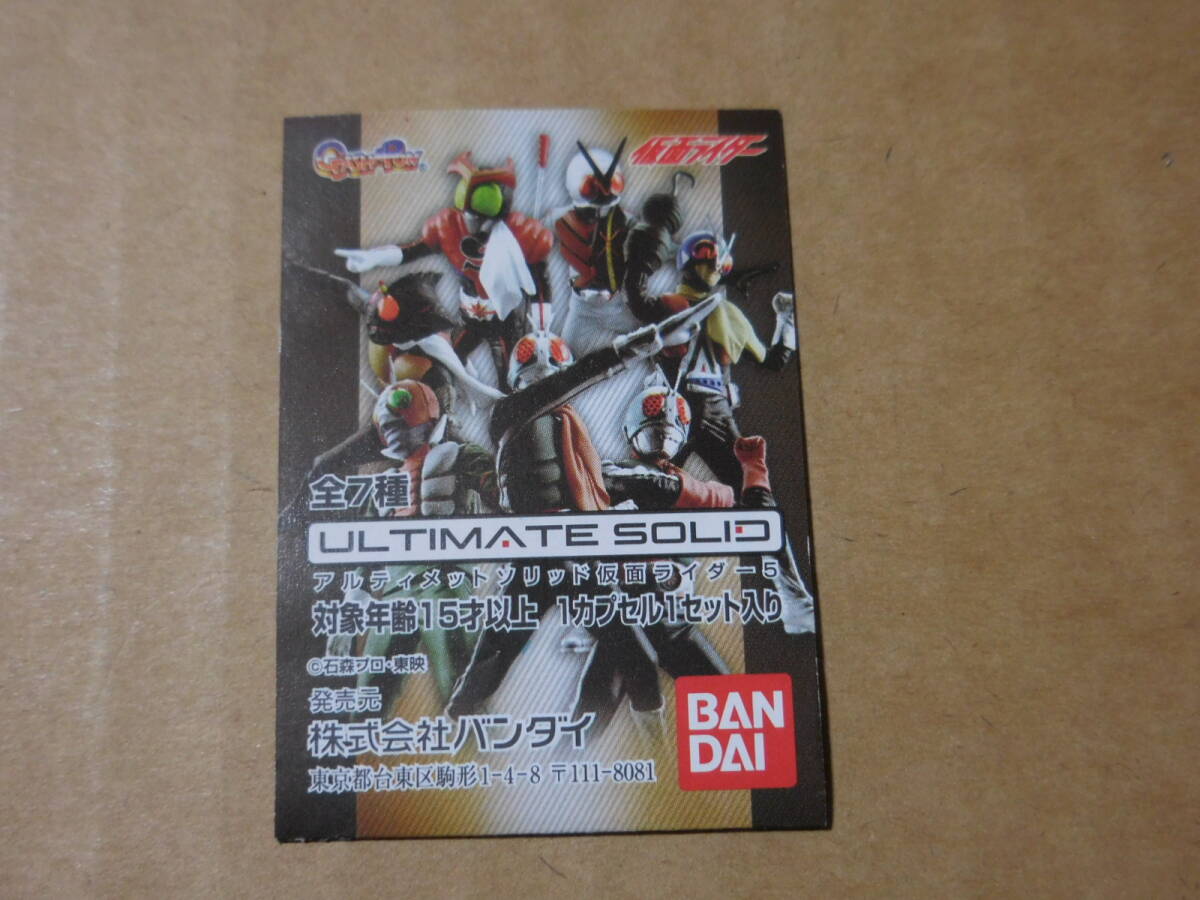 GASHAPON®
仮面ライダー
全7種
ULTIMATE SOLID
アルティメットソリッド仮面ライダー5
対象年齢15才以上 1カプセル1セット入り
©石森プロ・東映
発売元
株式会社バンダイ
東京都台東区駒形1-4-8 〒111-8081
BAN
DAI